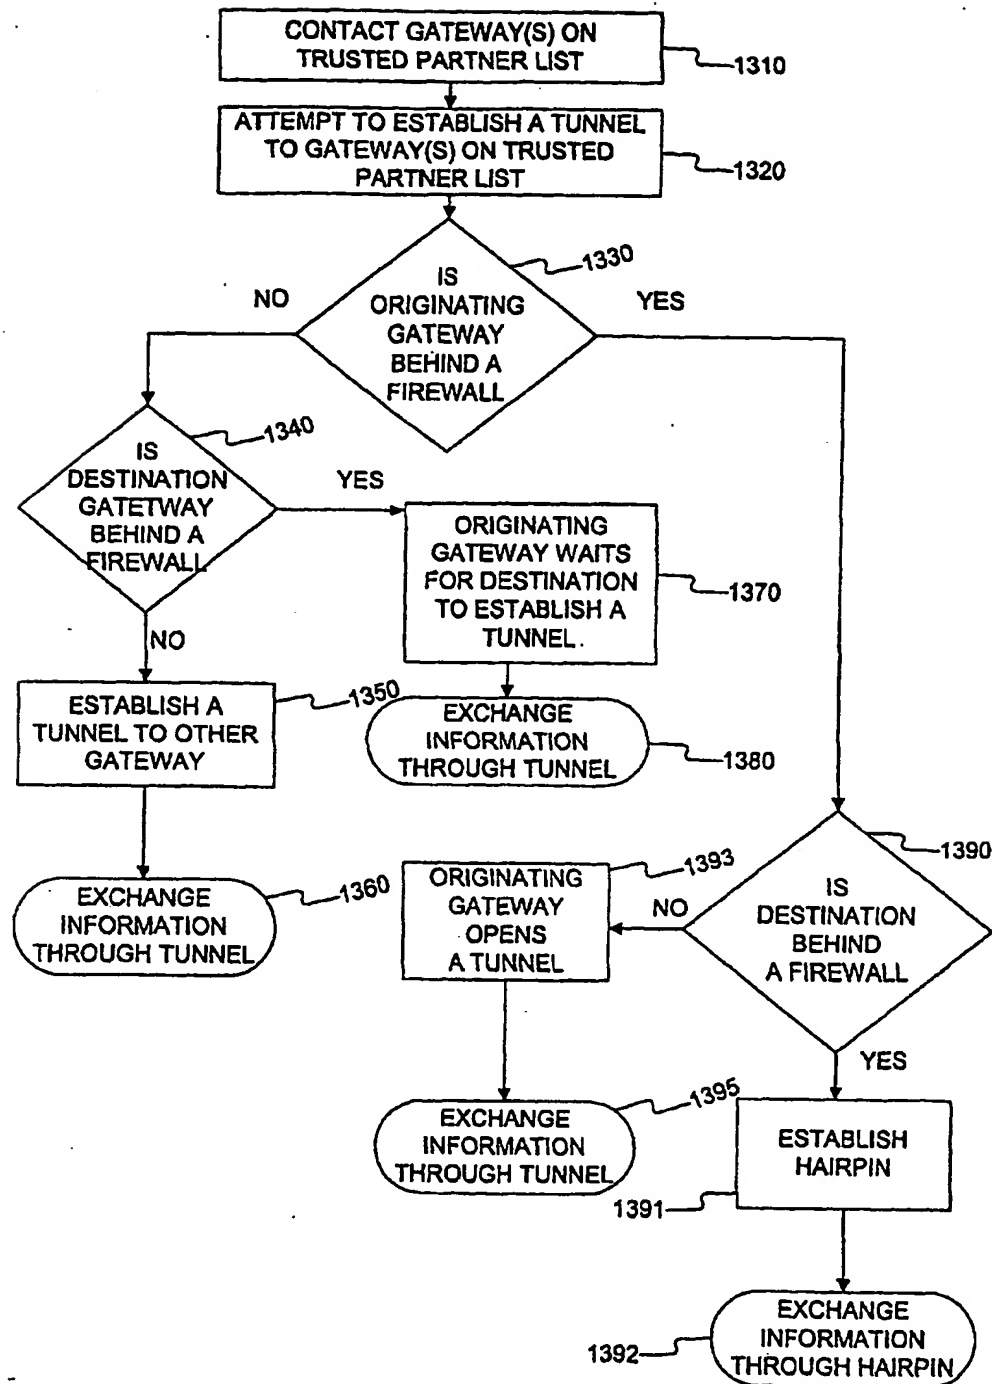 CONTACT GATEWAY(S) ON
TRUSTED PARTNER LIST
1310
ATTEMPT TO ESTABLISH A TUNNEL
TO GATEWAY(S) ON TRUSTED
PARTNER LIST
1320
IS
ORIGINATING
GATEWAY
BEHIND A
FIREWALL
1330
NO
YES
IS
DESTINATION
GATETWAY
BEHIND A
FIREWALL
1340
YES
NO
ORIGINATING
GATEWAY WAITS
FOR DESTINATION
TO ESTABLISH A
TUNNEL.
1370
ESTABLISH A
TUNNEL TO OTHER
GATEWAY
1350
EXCHANGE
INFORMATION
THROUGH TUNNEL
1380
EXCHANGE
INFORMATION
THROUGH TUNNEL
1360
ORIGINATING
GATEWAY
OPENS
A TUNNEL
1393
NO
IS
DESTINATION
BEHIND
A FIREWALL
1390
YES
EXCHANGE
INFORMATION
THROUGH TUNNEL
1395
ESTABLISH
HAIRPIN
1391
EXCHANGE
INFORMATION
THROUGH HAIRPIN
1392